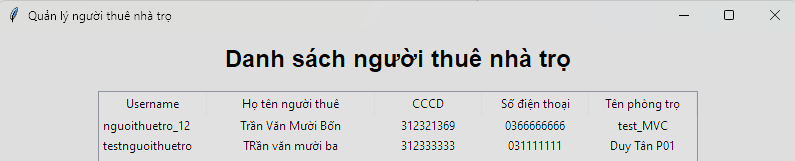 Quản lý người thuê nhà trọ
Danh sách người thuê nhà trọ
Username Họ tên người thuê CCCD Số điện thoại Tên phòng trọ
nguoithuetro_12 Trần Văn Mười Bốn 312321369 0366666666 test_MVC
testnguoithuetro TRần văn mười ba 312333333 031111111 Duy Tân P01